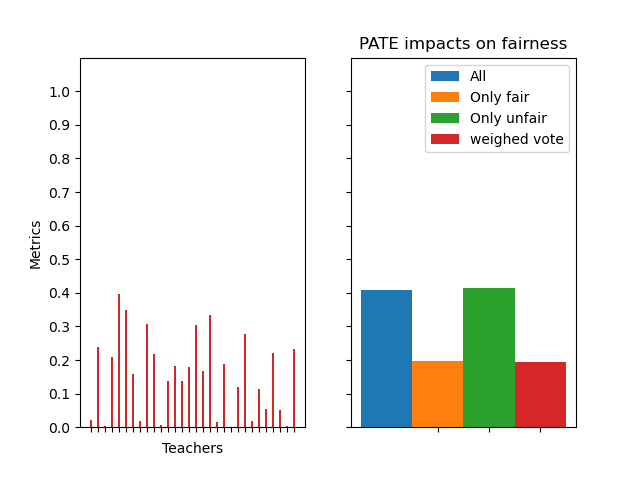 PATE impacts on fairness
All
Only fair
Only unfair
weighed vote
1.0
0.9
0.8
0.7
0.6
0.5
0.4
0.3
0.2
0.1
0.0
Metrics
Teachers